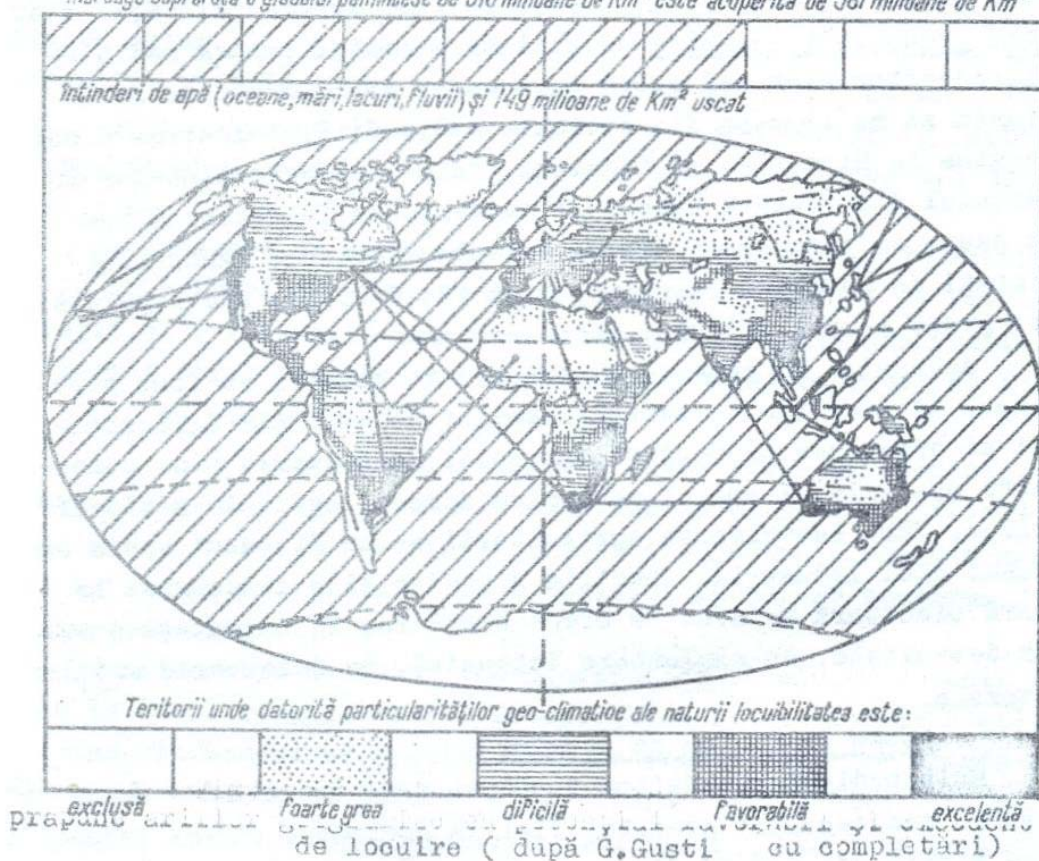 suprafață a globului pămîntesc de 510 milioane de Km² este acoperită de 361 milioane de Km²
întinderi de apă (oceane, mări, lacuri, fluvii) și 149 milioane de Km² uscat
Teritorii unde datorită particularităților geo-climatice ale naturii locuibilitatea este:
exclusă foarte grea dificilă favorabilă excelentă
de locuire ( după G.Gusti cu completări)